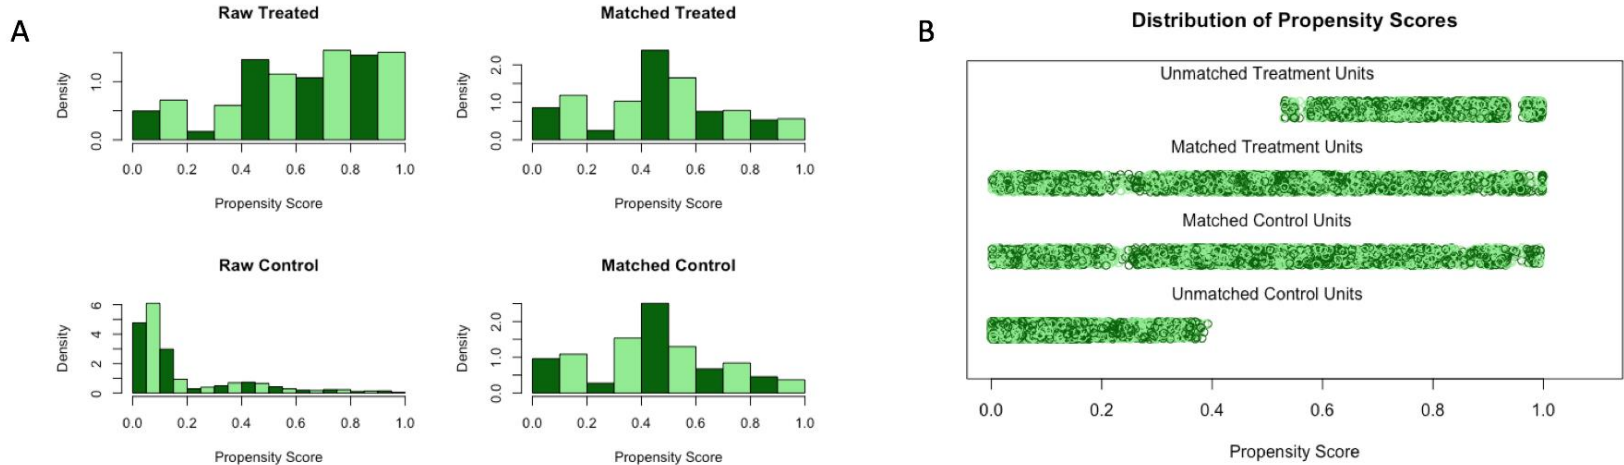 A
Raw Treated
Density
0.0 1.0
0.0 0.2 0.4 0.6 0.8 1.0
Propensity Score
Matched Treated
Density
0.0 1.0 2.0
0.0 0.2 0.4 0.6 0.8 1.0
Propensity Score
Raw Control
Density
0 2 4 6
0.0 0.2 0.4 0.6 0.8 1.0
Propensity Score
Matched Control
Density
0.0 1.0 2.0
0.0 0.2 0.4 0.6 0.8 1.0
Propensity Score
B
Distribution of Propensity Scores
Unmatched Treatment Units
Matched Treatment Units
Matched Control Units
Unmatched Control Units
0.0 0.2 0.4 0.6 0.8 1.0
Propensity Score